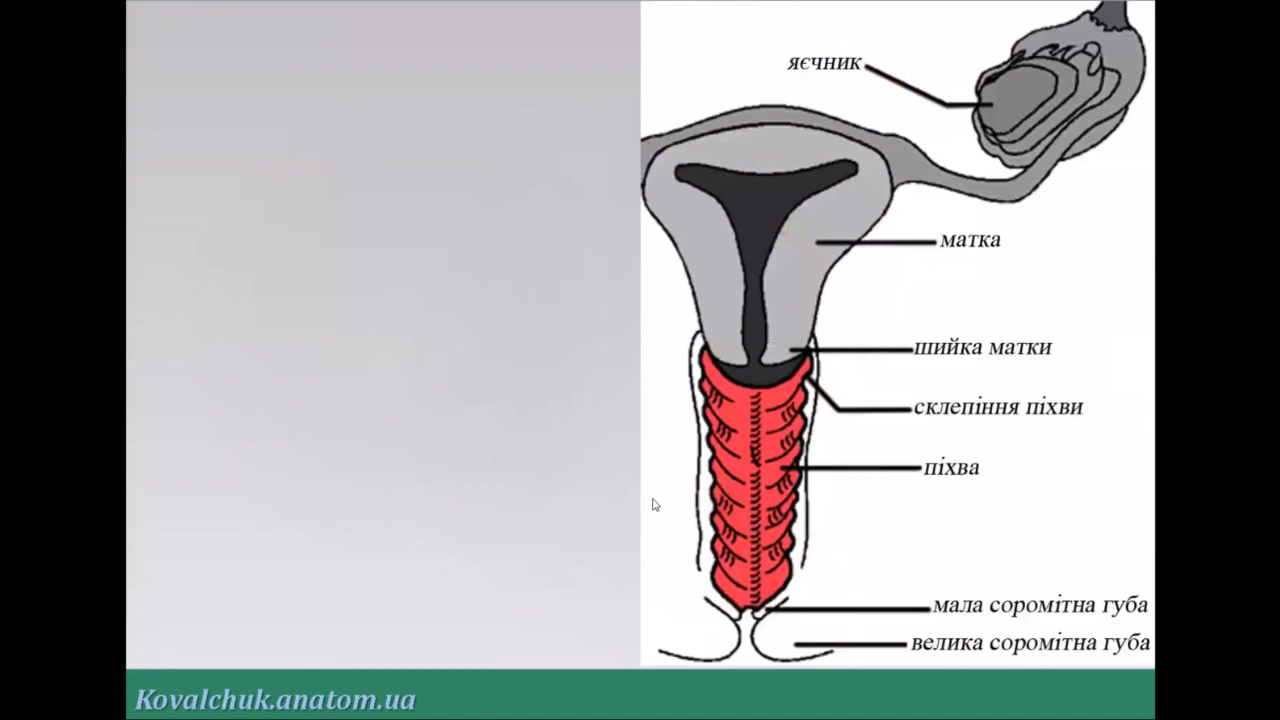 яєчник
матка
шийка матки
склепіння піхви
піхва
мала соромітна губа
велика соромітна губа
Kovalchuk.anatom.ua